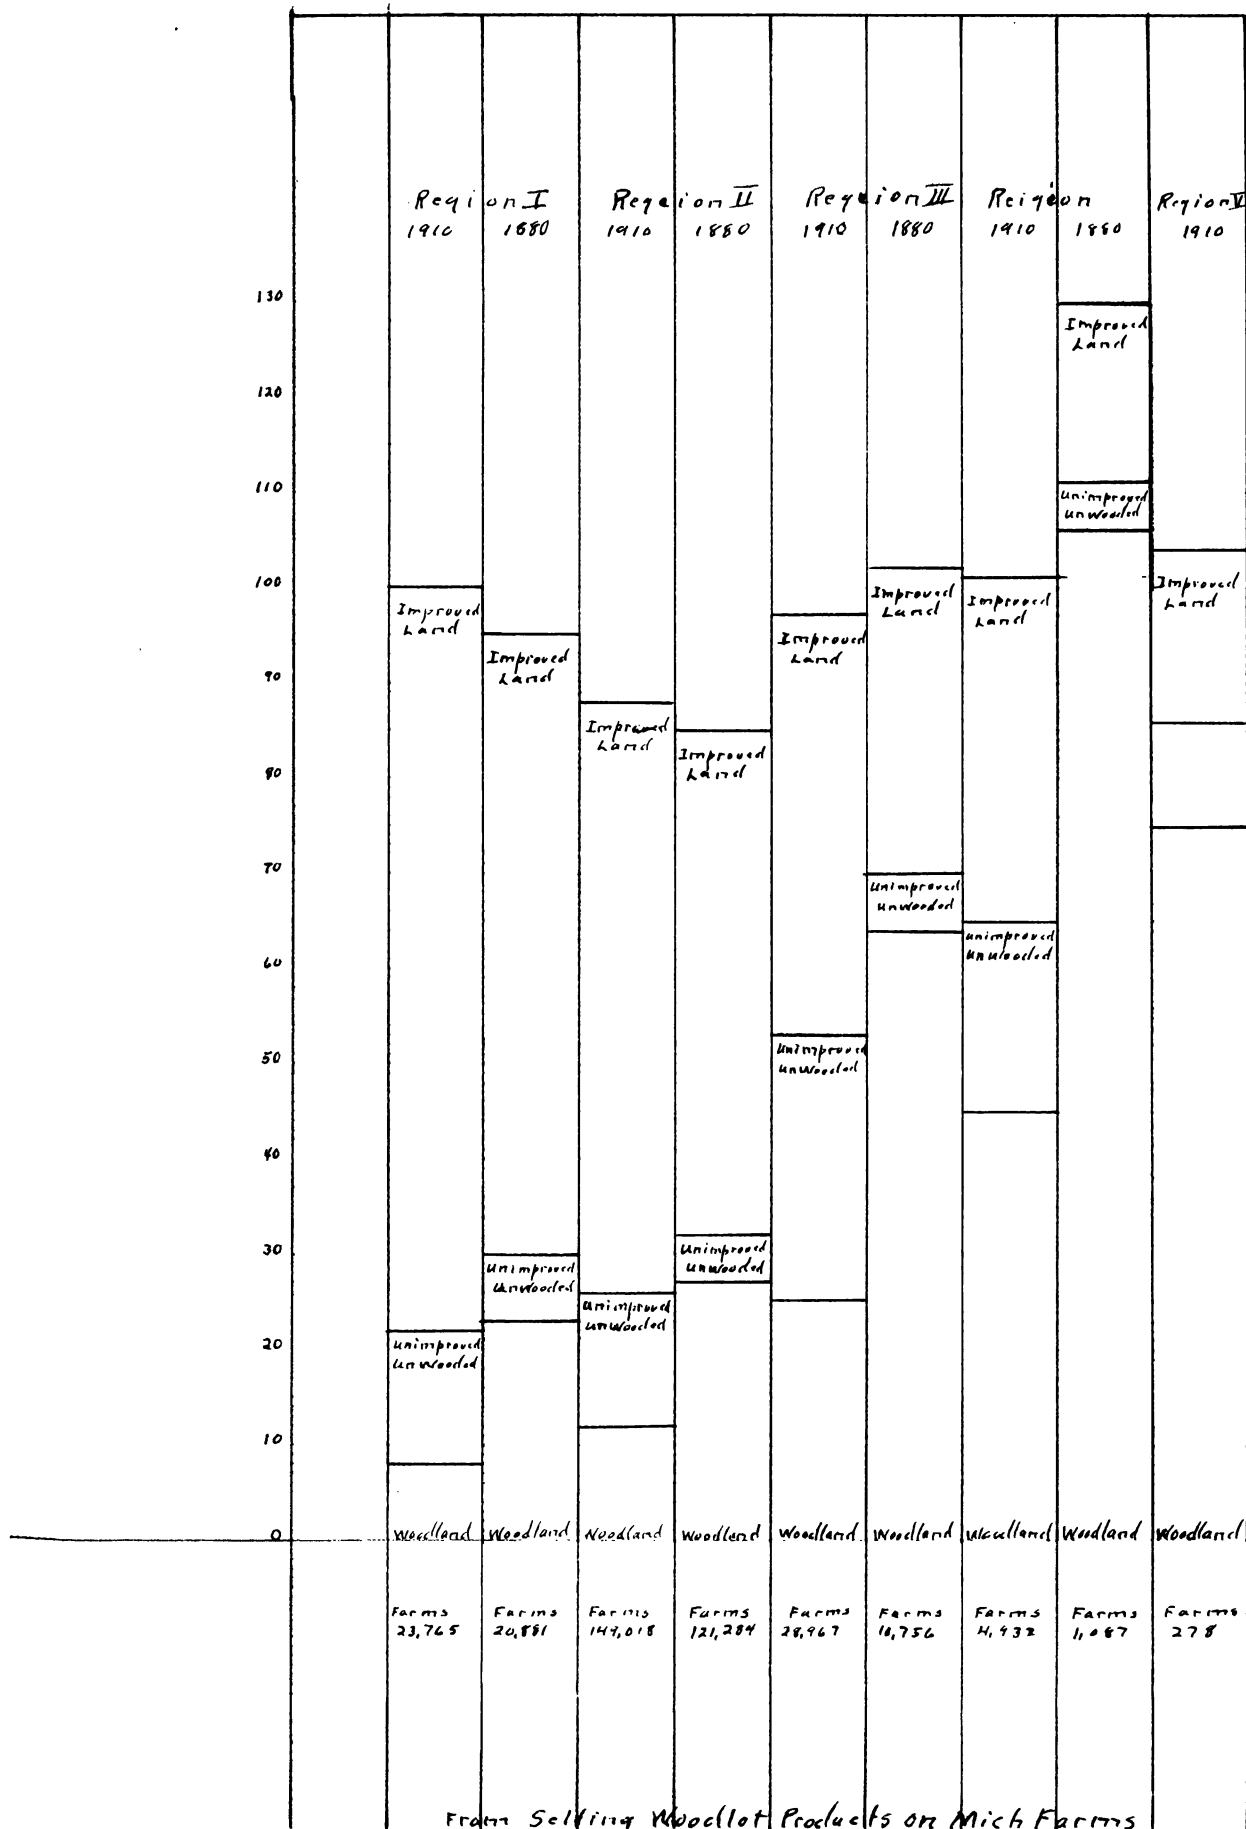 Region I Region II Region III Reigion Region V
1910 1880 1910 1880 1910 1880 1910 1880 1910
130
Improved
Land
120
110
Unimproved
UnWooded
100
Improved Land
Improved Land
Improved Land
Improved Land
Improved Land
Improved Land
90
Improved Land
Improved Land
80
70
Unimproved
UnWooded
Unimproved
UnWooded
60
50
Unimproved
UnWooded
40
30
Unimproved
UnWooded
Unimproved
UnWooded
Unimproved
UnWooded
20
Unimproved
UnWooded
10
0 Woodland Woodland Woodland Woodland Woodland Woodland Woodland Woodland Woodland
Farms Farms Farms Farms Farms Farms Farms Farms Farms
23,765 20,881 149,018 121,284 28,967 10,756 4,932 1,087 278
From Selling Woodlot Products on Mich Farms